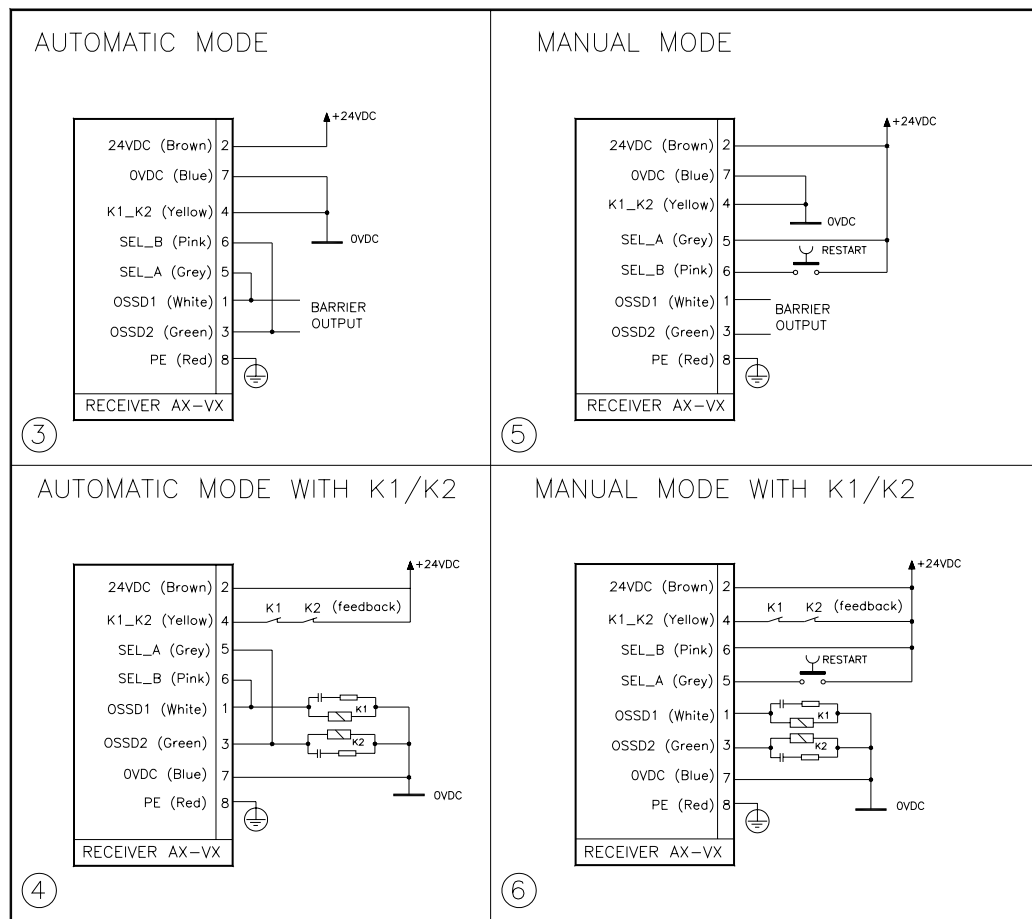 AUTOMATIC MODE
+24VDC
24VDC (Brown) 2
0VDC (Blue) 7
K1_K2 (Yellow) 4
SEL_B (Pink) 6
0VDC
SEL_A (Grey) 5
OSSD1 (White) 1
BARRIER
OUTPUT
OSSD2 (Green) 3
PE (Red) 8
RECEIVER AX-VX
3
MANUAL MODE
+24VDC
24VDC (Brown) 2
0VDC (Blue) 7
K1_K2 (Yellow) 4
0VDC
SEL_A (Grey) 5
RESTART
SEL_B (Pink) 6
OSSD1 (White) 1
BARRIER
OUTPUT
OSSD2 (Green) 3
PE (Red) 8
RECEIVER AX-VX
5
AUTOMATIC MODE WITH K1/K2
+24VDC
24VDC (Brown) 2
K1 K2 (feedback)
K1_K2 (Yellow) 4
SEL_A (Grey) 5
SEL_B (Pink) 6
OSSD1 (White) 1
K1
OSSD2 (Green) 3
K2
0VDC (Blue) 7
0VDC
PE (Red) 8
RECEIVER AX-VX
4
MANUAL MODE WITH K1/K2
+24VDC
24VDC (Brown) 2
K1 K2 (feedback)
K1_K2 (Yellow) 4
SEL_B (Pink) 6
RESTART
SEL_A (Grey) 5
OSSD1 (White) 1
K1
OSSD2 (Green) 3
K2
0VDC (Blue) 7
0VDC
PE (Red) 8
RECEIVER AX-VX
6